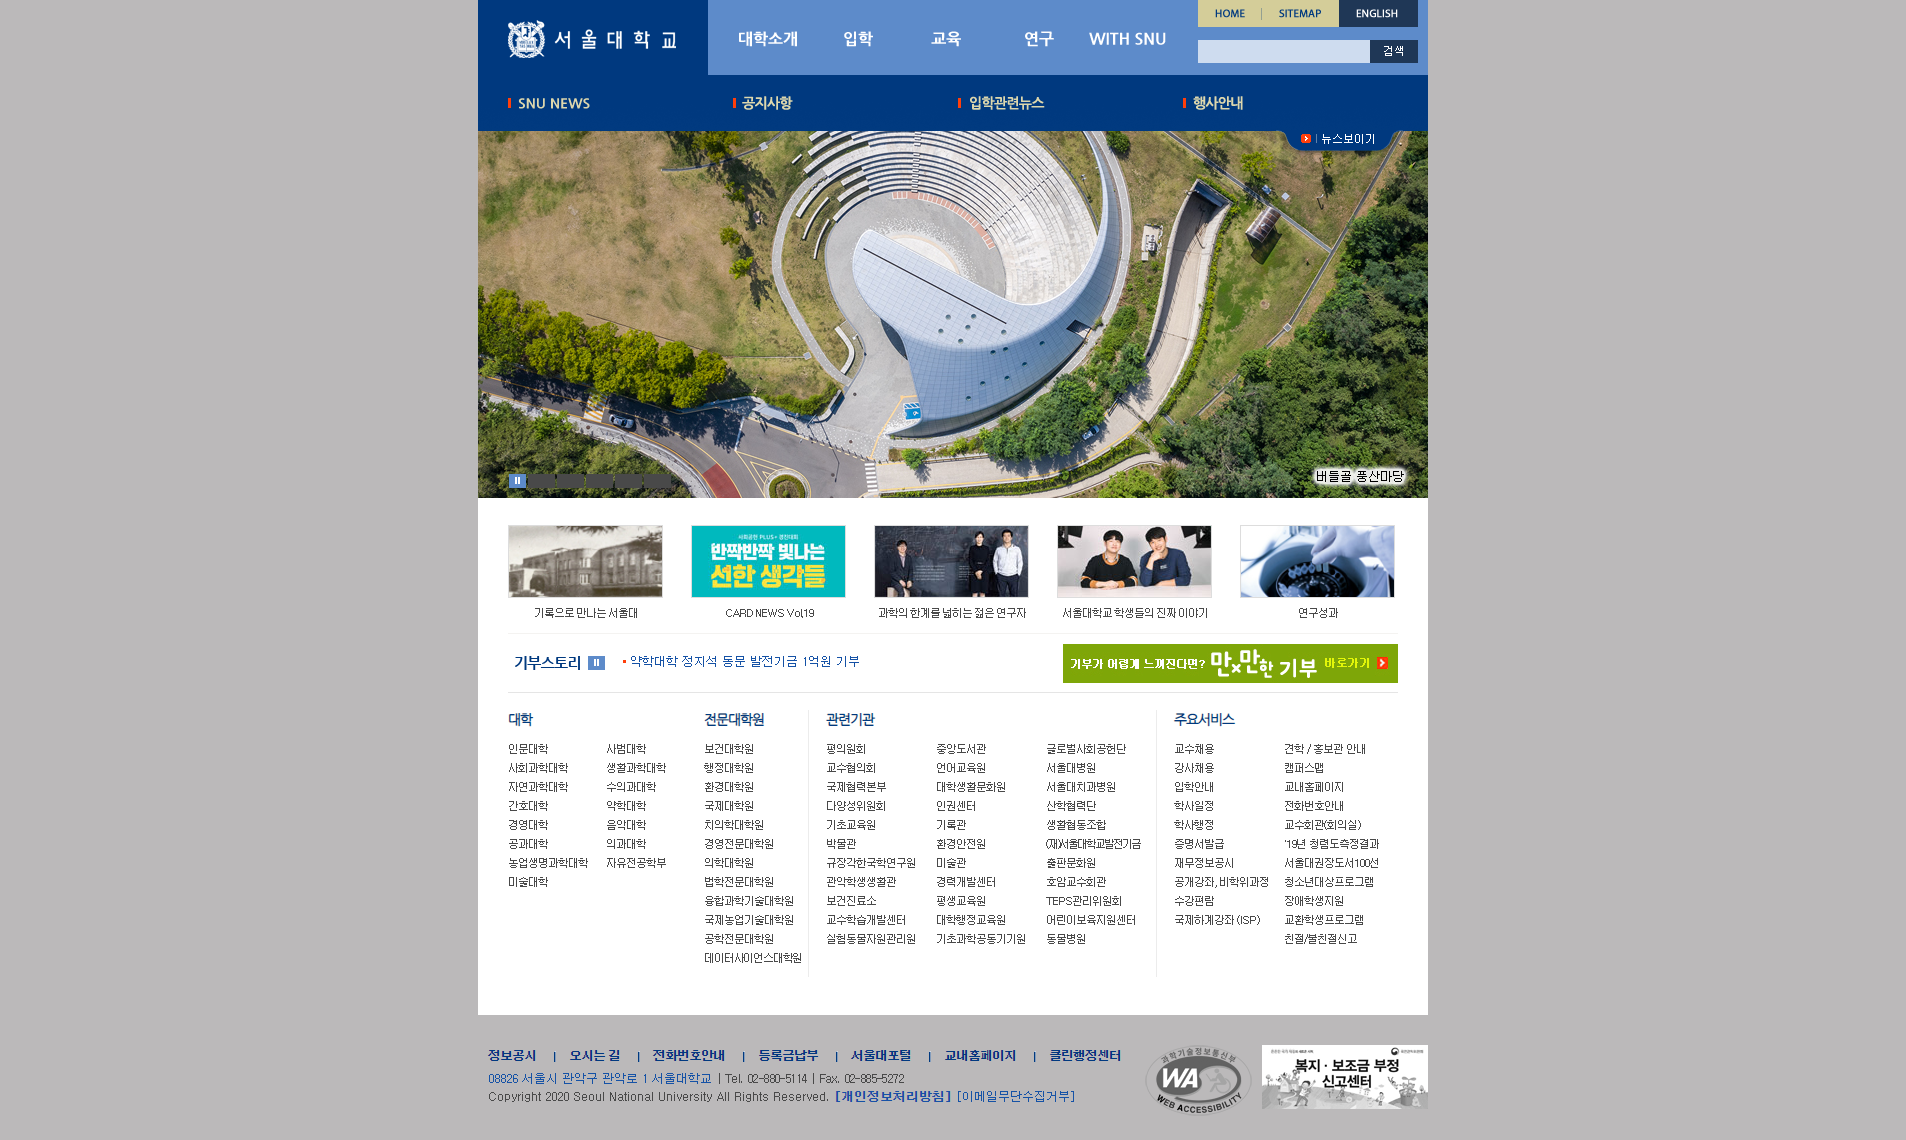 서울대학교
대학소개 입학 교육 연구 WITH SNU
HOME SITEMAP ENGLISH
검색
SNU NEWS 공지사항 입학관련뉴스 행사안내
뉴스보이기
버들골 풍산마당
사회공헌 PLUS+ 경진대회
반짝반짝 빛나는
선한 생각들
기록으로 만나는 서울대
CARD NEWS Vol.19
과학의 한계를 넓히는 젊은 연구자
서울대학교 학생들의 진짜 이야기
연구성과
기부스토리
약학대학 정지석 동문 발전기금 1억원 기부
기부가 어렵게 느껴진다면? 만x만한 기부 바로가기
대학
인문대학
사회과학대학
자연과학대학
간호대학
경영대학
공과대학
농업생명과학대학
미술대학
사범대학
생활과학대학
수의과대학
약학대학
음악대학
의과대학
자유전공학부
전문대학원
보건대학원
행정대학원
환경대학원
국제대학원
치의학대학원
경영전문대학원
의학대학원
법학전문대학원
융합과학기술대학원
국제농업기술대학원
공학전문대학원
데이터사이언스대학원
관련기관
평의원회
교수협의회
국제협력본부
다양성위원회
기초교육원
박물관
규장각한국학연구원
관악학생생활관
보건진료소
교수학습개발센터
실험동물자원관리원
중앙도서관
언어교육원
대학생활문화원
인권센터
기록관
환경안전원
미술관
경력개발센터
평생교육원
대학행정교육원
기초과학공동기기원
글로벌사회공헌단
서울대병원
서울대치과병원
산학협력단
생활협동조합
(재)서울대학교발전기금
출판문화원
호암교수회관
TEPS관리위원회
어린이보육지원센터
동물병원
주요서비스
교수채용
강사채용
입학안내
학사일정
학사행정
증명서발급
재무정보공시
공개강좌, 비학위과정
수강편람
국제하계강좌 (ISP)
견학 / 홍보관 안내
캠퍼스맵
교내홈페이지
전화번호안내
교수회관(회의실)
'19년 청렴도측정결과
서울대권장도서100선
청소년대상프로그램
장애학생지원
교환학생프로그램
친절/불친절신고
정보공시 | 오시는 길 | 전화번호안내 | 등록금납부 | 서울대포털 | 교내홈페이지 | 클린행정센터
08826 서울시 관악구 관악로 1 서울대학교 | Tel. 02-880-5114 | Fax. 02-885-5272
Copyright 2020 Seoul National University All Rights Reserved. [개인정보처리방침] [이메일무단수집거부]
과학기술정보통신부
WA
WEB ACCESSIBILITY
복지·보조금 부정
신고센터